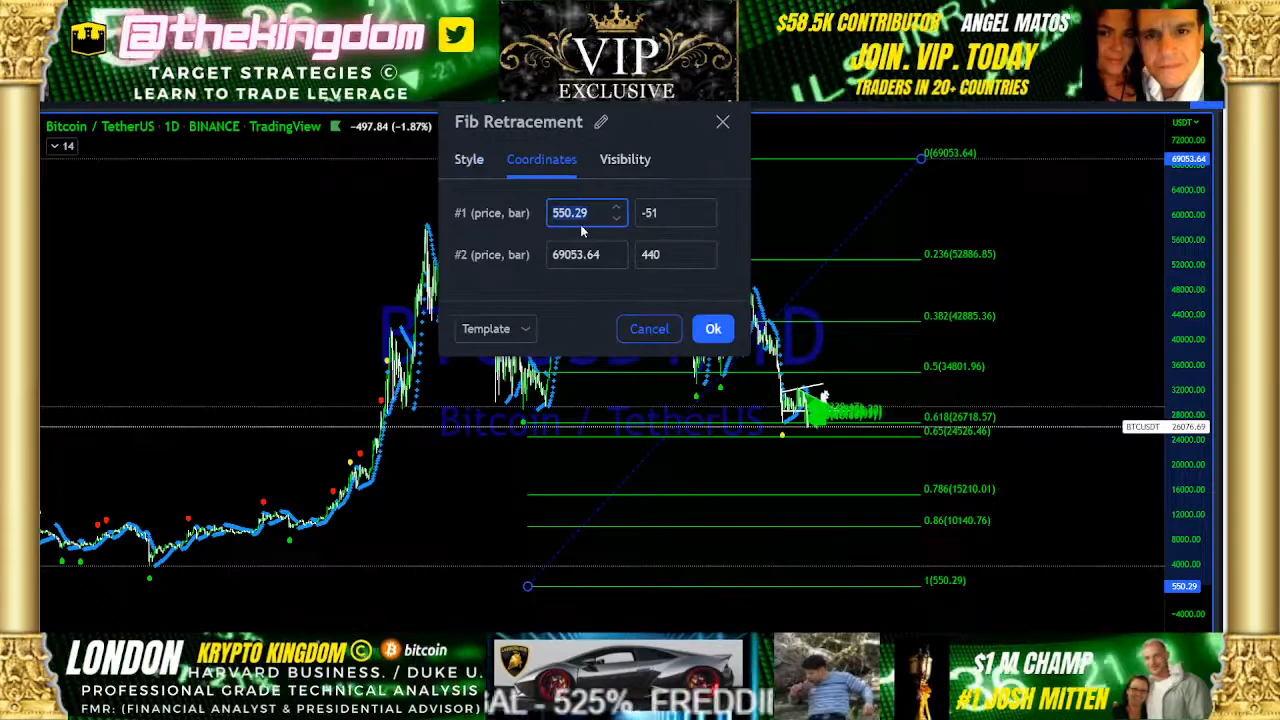 @thekingdom
TARGET STRATEGIES ©
LEARN TO TRADE LEVERAGE
VIP
EXCLUSIVE
$58.5K CONTRIBUTOR ANGEL MATOS
JOIN. VIP. TODAY
TRADERS IN 20+ COUNTRIES
Bitcoin / TetherUS · 1D · BINANCE · TradingView -497.84 (-1.87%)
14
Fib Retracement
Style Coordinates Visibility
#1 (price, bar) 550.29 -51
#2 (price, bar) 69053.64 440
Template Cancel Ok
0(69053.64)
0.236(52886.85)
0.382(42885.36)
0.5(34801.96)
0.618(26718.57)
0.65(24526.46)
0.786(15210.01)
0.86(10140.76)
1(550.29)
Bitcoin / TetherUS
USDT
72000.00
69053.64
64000.00
60000.00
56000.00
52000.00
48000.00
44000.00
40000.00
36000.00
32000.00
28000.00
BTCUSDT 26076.69
24000.00
20000.00
16000.00
12000.00
8000.00
4000.00
550.29
-4000.00
LONDON KRYPTO KINGDOM © bitcoin
HARVARD BUSINESS. / DUKE U.
PROFESSIONAL GRADE TECHNICAL ANALYSIS
FMR: (FINANCIAL ANALYST & PRESIDENTIAL ADVISOR)
AL - 525% FREDDI
$1 M CHAMP
#1 JOSH MITTEN